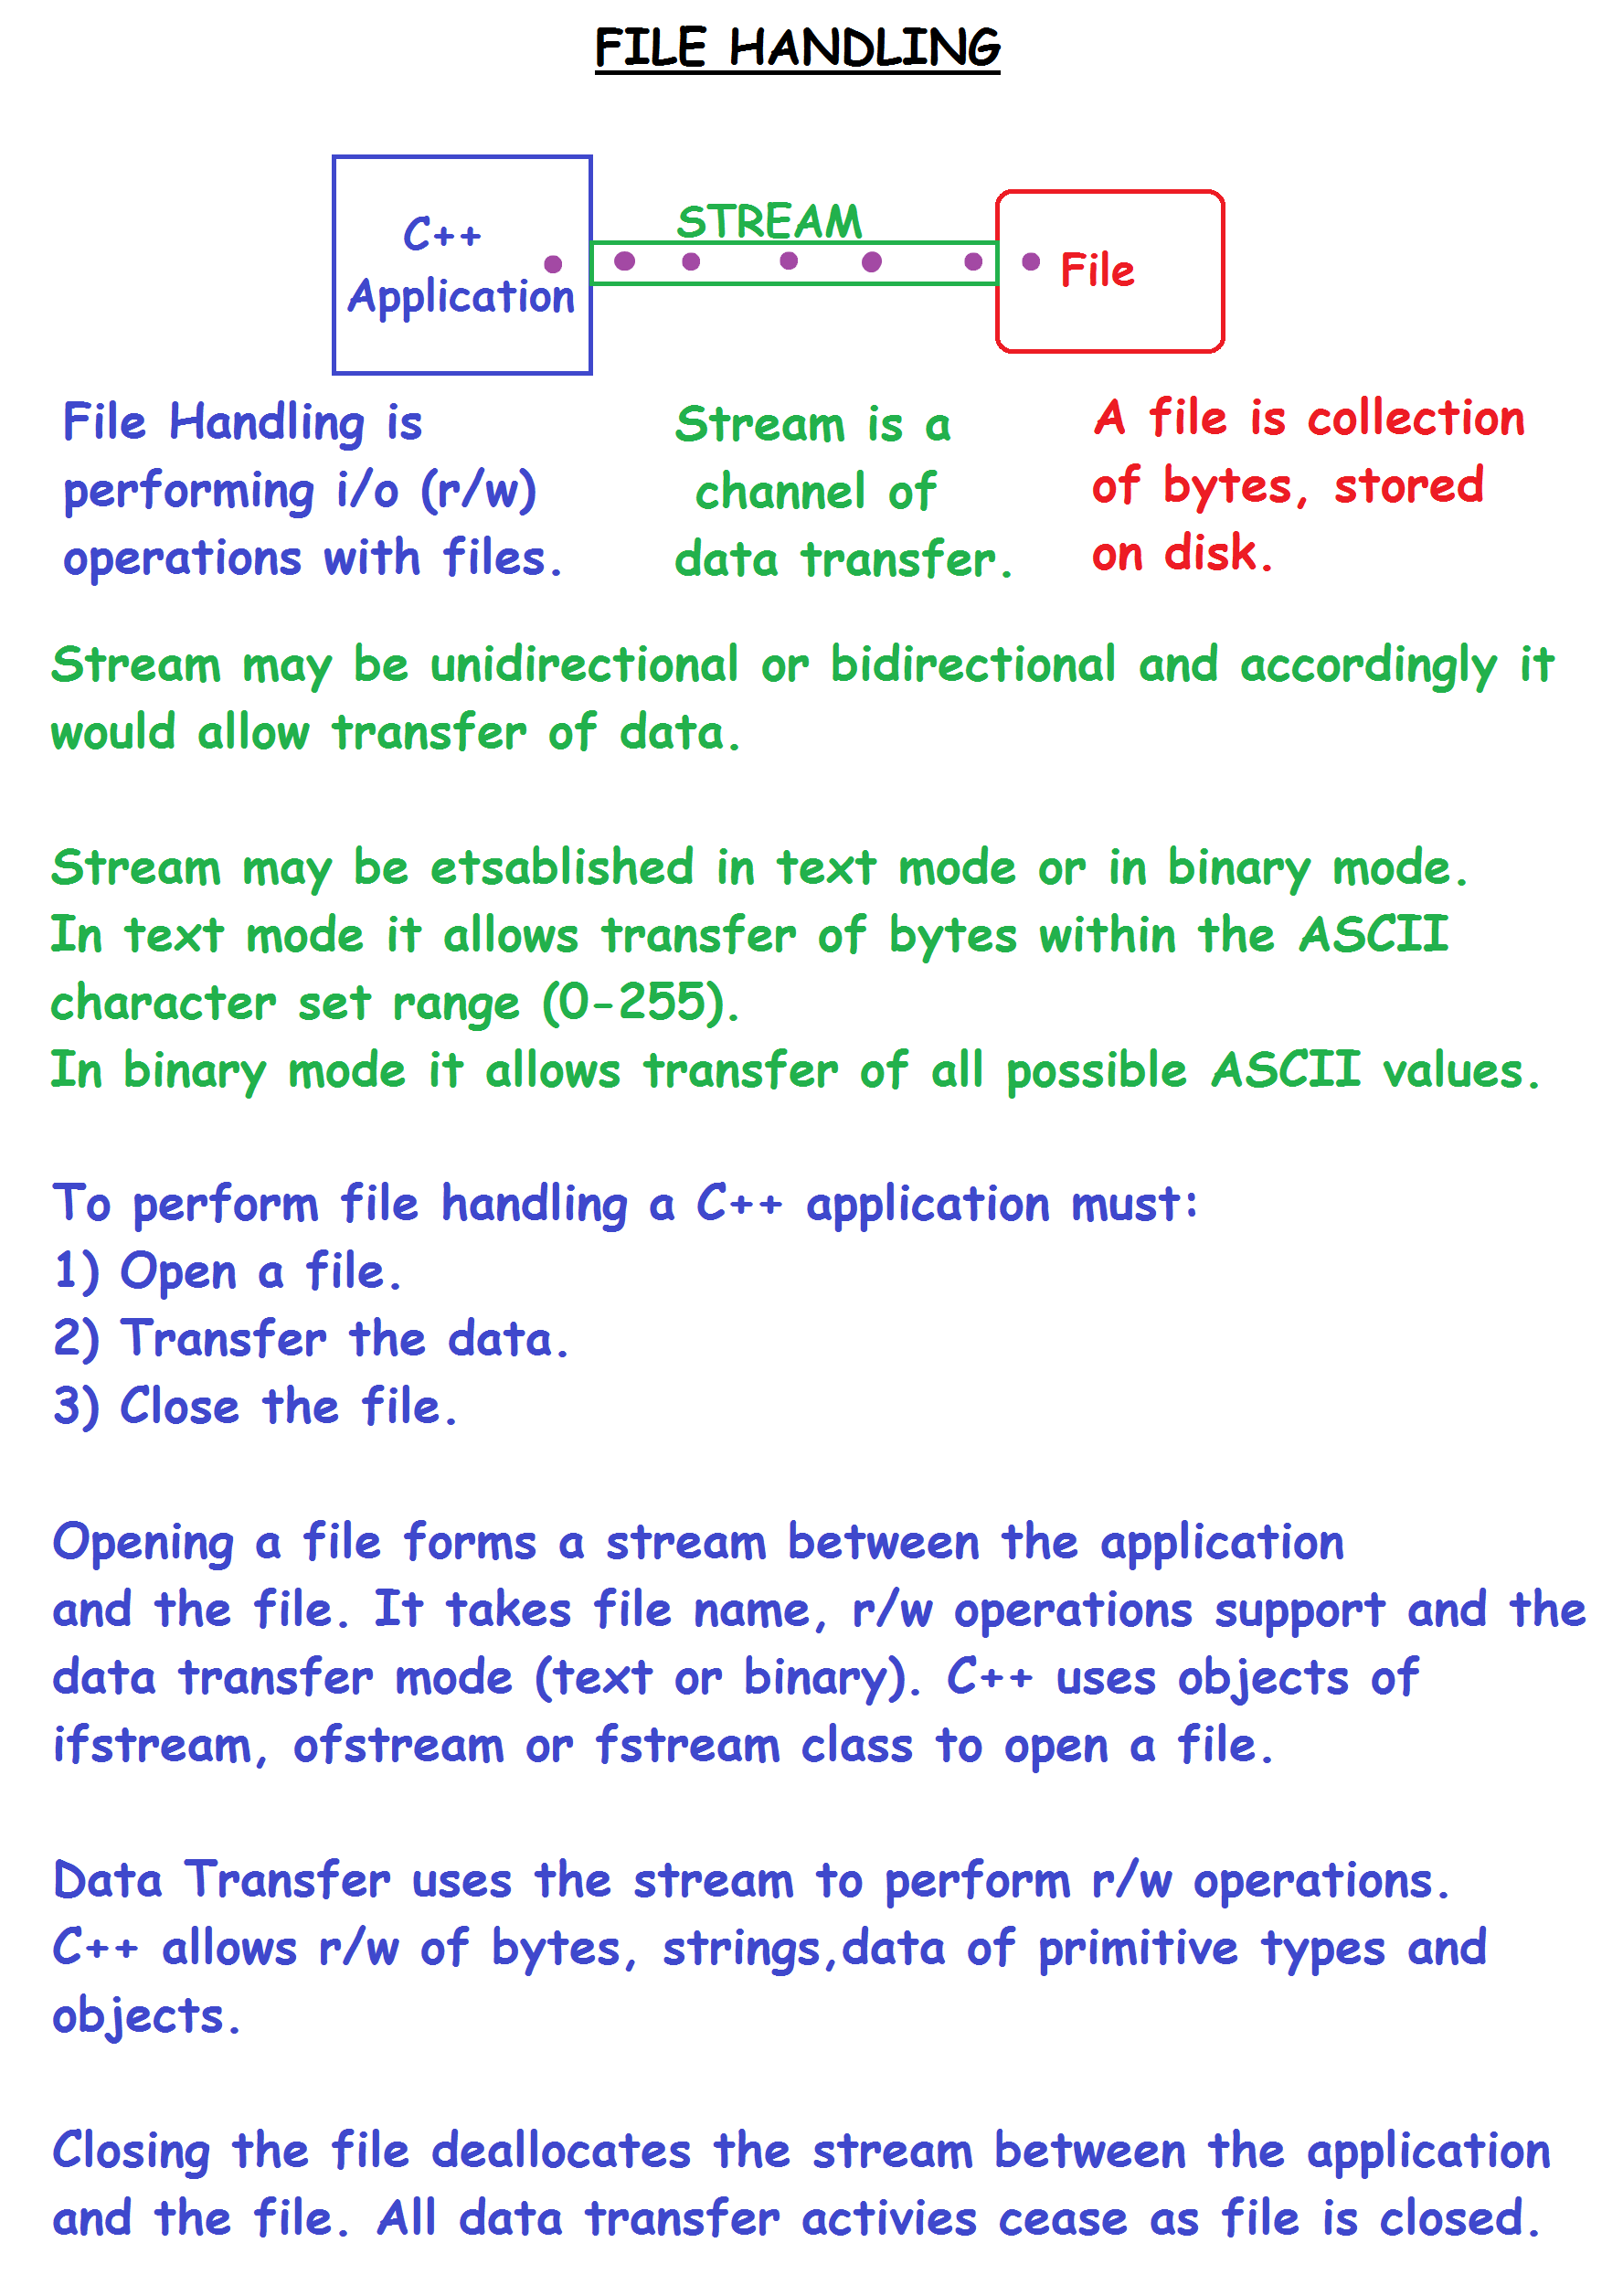 FILE HANDLING
C++
Application
STREAM
File
File Handling is
performing i/o (r/w)
operations with files.
Stream is a
channel of
data transfer.
A file is collection
of bytes, stored
on disk.
Stream may be unidirectional or bidirectional and accordingly it
would allow transfer of data.
Stream may be etsablished in text mode or in binary mode.
In text mode it allows transfer of bytes within the ASCII
character set range (0-255).
In binary mode it allows transfer of all possible ASCII values.
To perform file handling a C++ application must:
1) Open a file.
2) Transfer the data.
3) Close the file.
Opening a file forms a stream between the application
and the file. It takes file name, r/w operations support and the
data transfer mode (text or binary). C++ uses objects of
ifstream, ofstream or fstream class to open a file.
Data Transfer uses the stream to perform r/w operations.
C++ allows r/w of bytes, strings,data of primitive types and
objects.
Closing the file deallocates the stream between the application
and the file. All data transfer activies cease as file is closed.